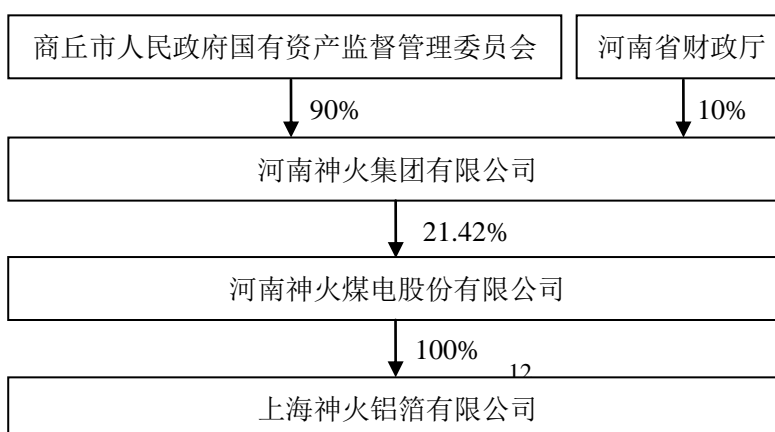 商丘市人民政府国有资产监督管理委员会
河南省财政厅
90%
10%
河南神火集团有限公司
21.42%
河南神火煤电股份有限公司
100%
12
上海神火铝箔有限公司